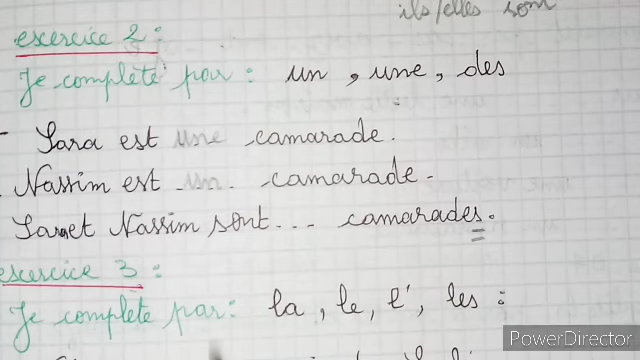 ils/elles sont
exercice 2 :
Je complète par : un , une , des
- Sara est une camarade.
. Nassim est .un. camarade.
Sara et Nassim sont... camarades.
exercice 3 :
Je complète par : la , le , l' , les :
PowerDirector